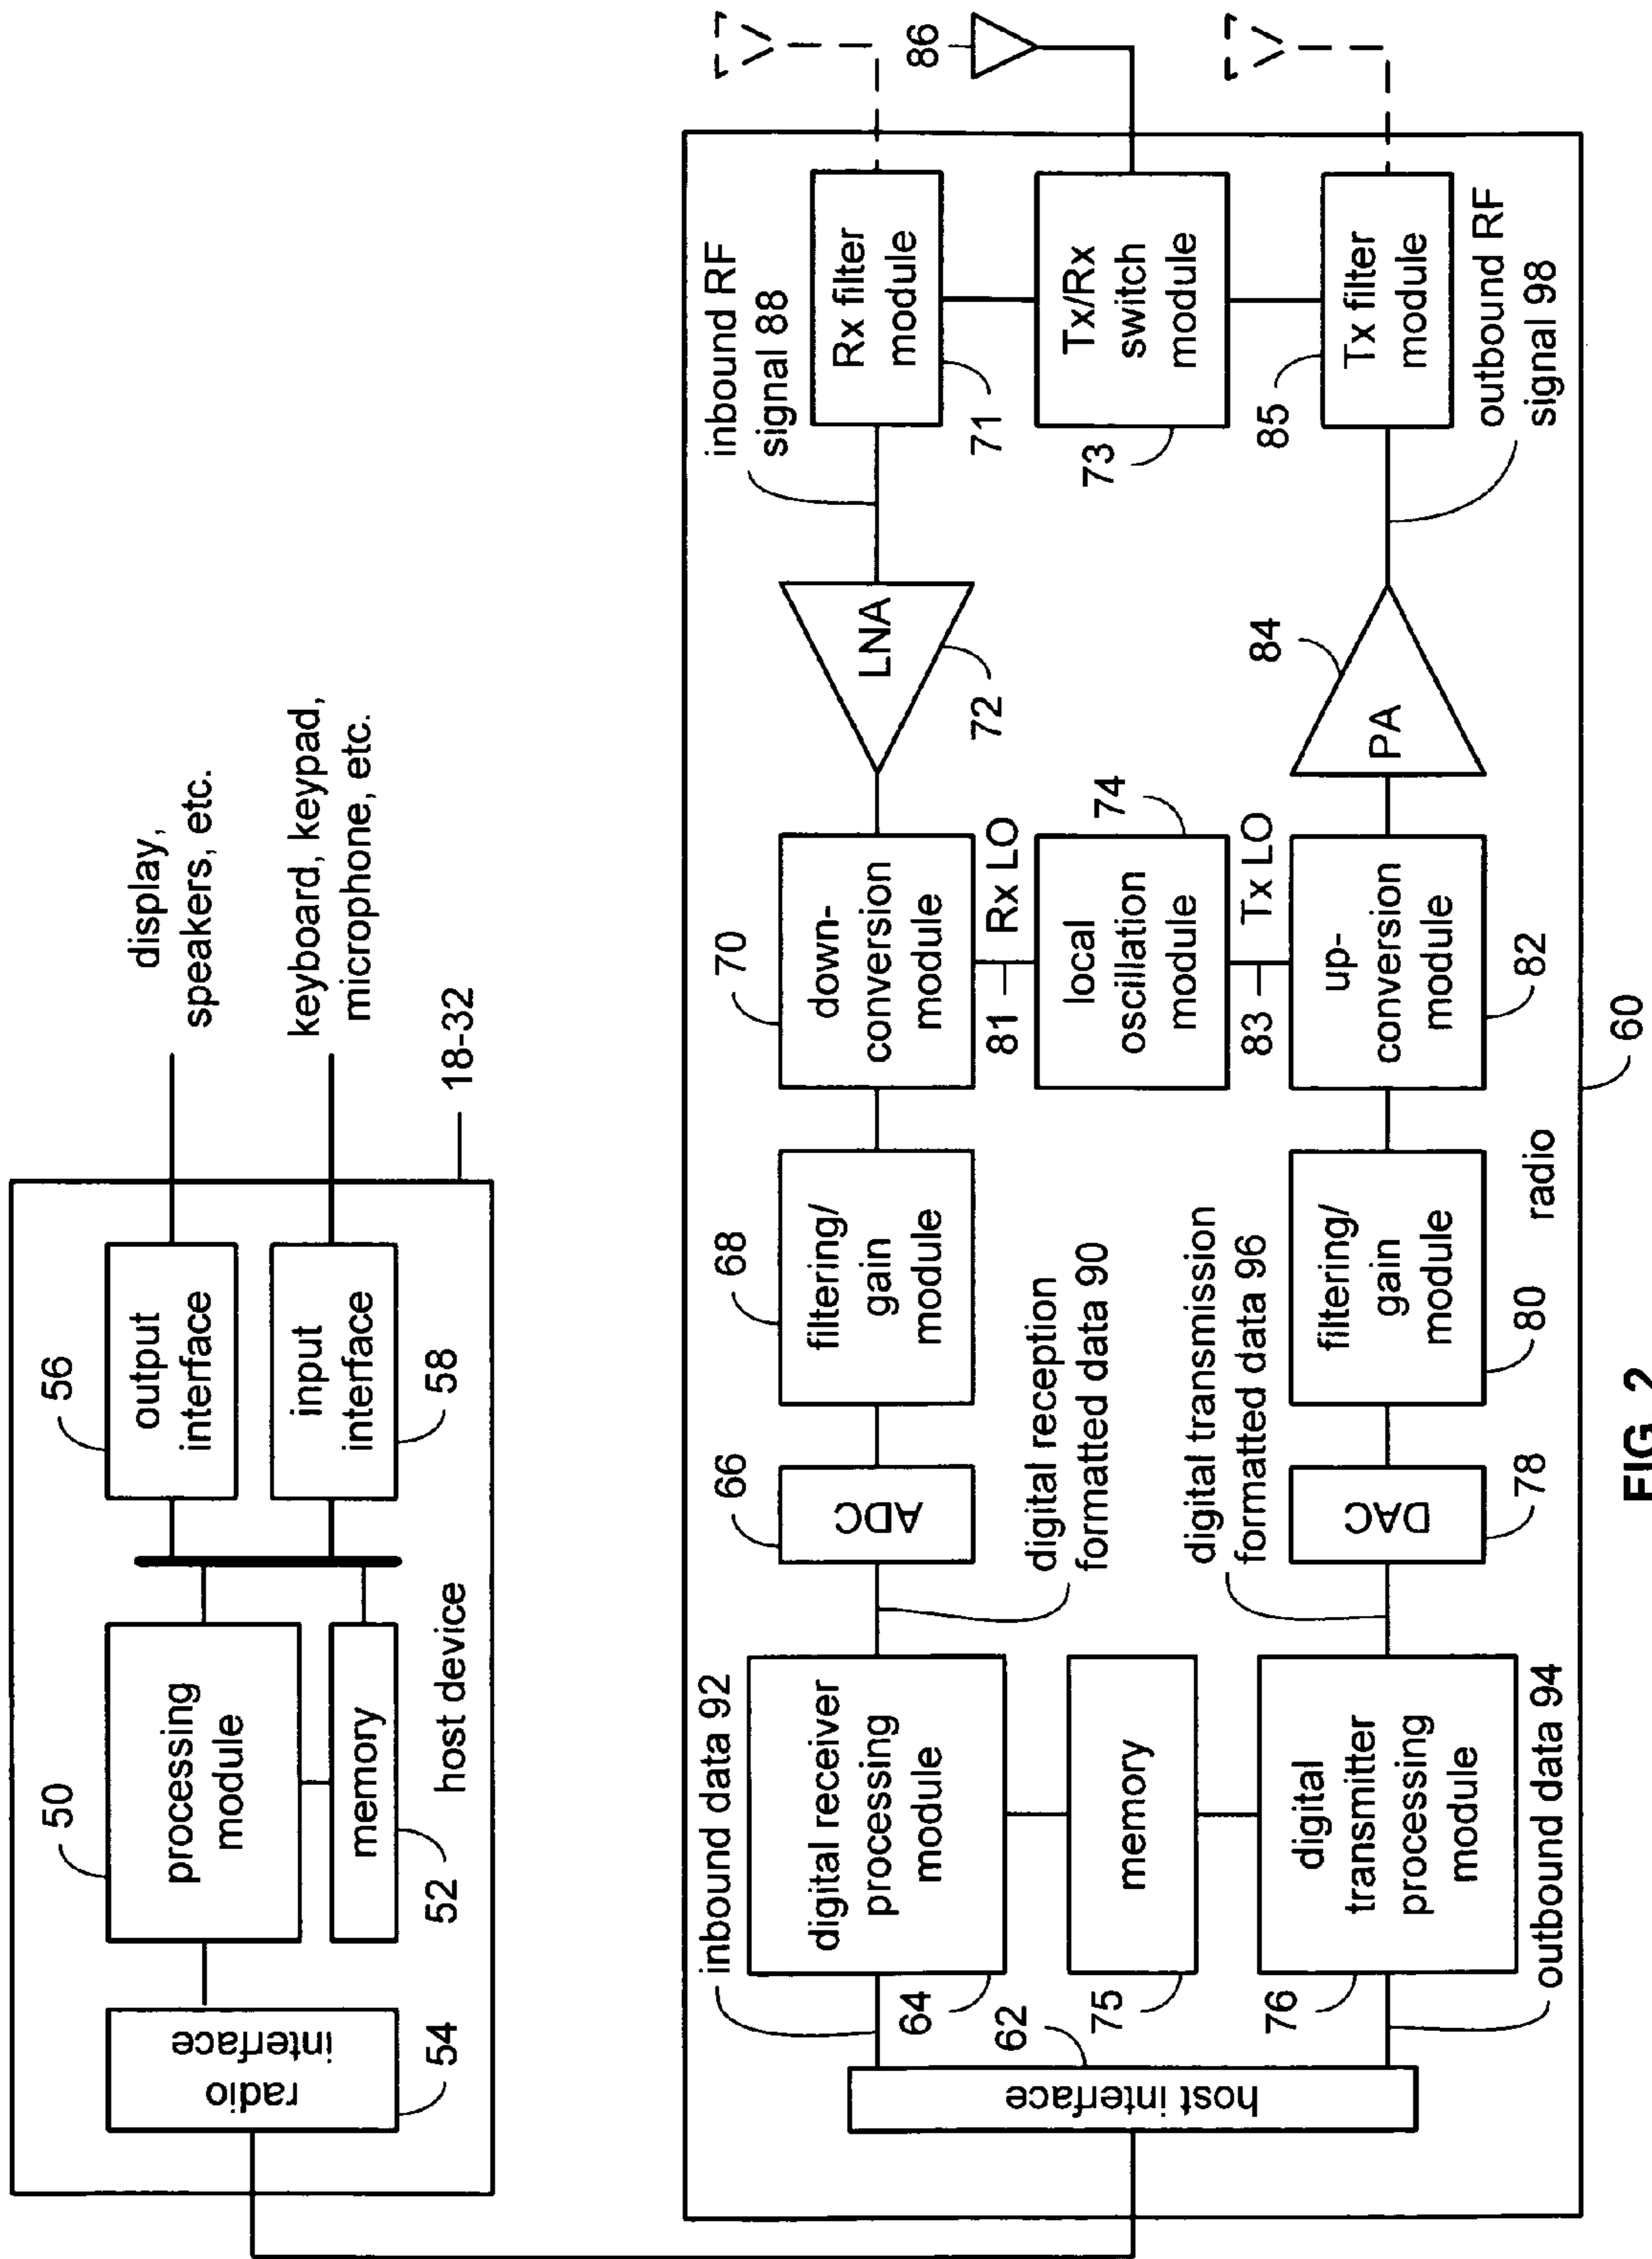 display,
speakers, etc.
keyboard, keypad,
microphone, etc.
18-32
56
output
interface
input
interface
58
50
processing
module
memory
52
host device
radio
interface
54
86
inbound RF
signal 88
Rx filter
module
71
Tx/Rx
switch
module
73
85
Tx filter
module
outbound RF
signal 98
LNA
72
84
PA
70
down-
conversion
module
81
Rx LO
74
local
oscillation
module
83
Tx LO
up-
conversion
module
82
68
filtering/
gain
module
filtering/
gain
module
80
radio
60
66
ADC
digital reception
formatted data 90
digital transmission
formatted data 96
DAC
78
inbound data 92
digital receiver
processing
module
64
memory
75
digital
transmitter
processing
module
76
outbound data 94
62
host interface
FIG. 2